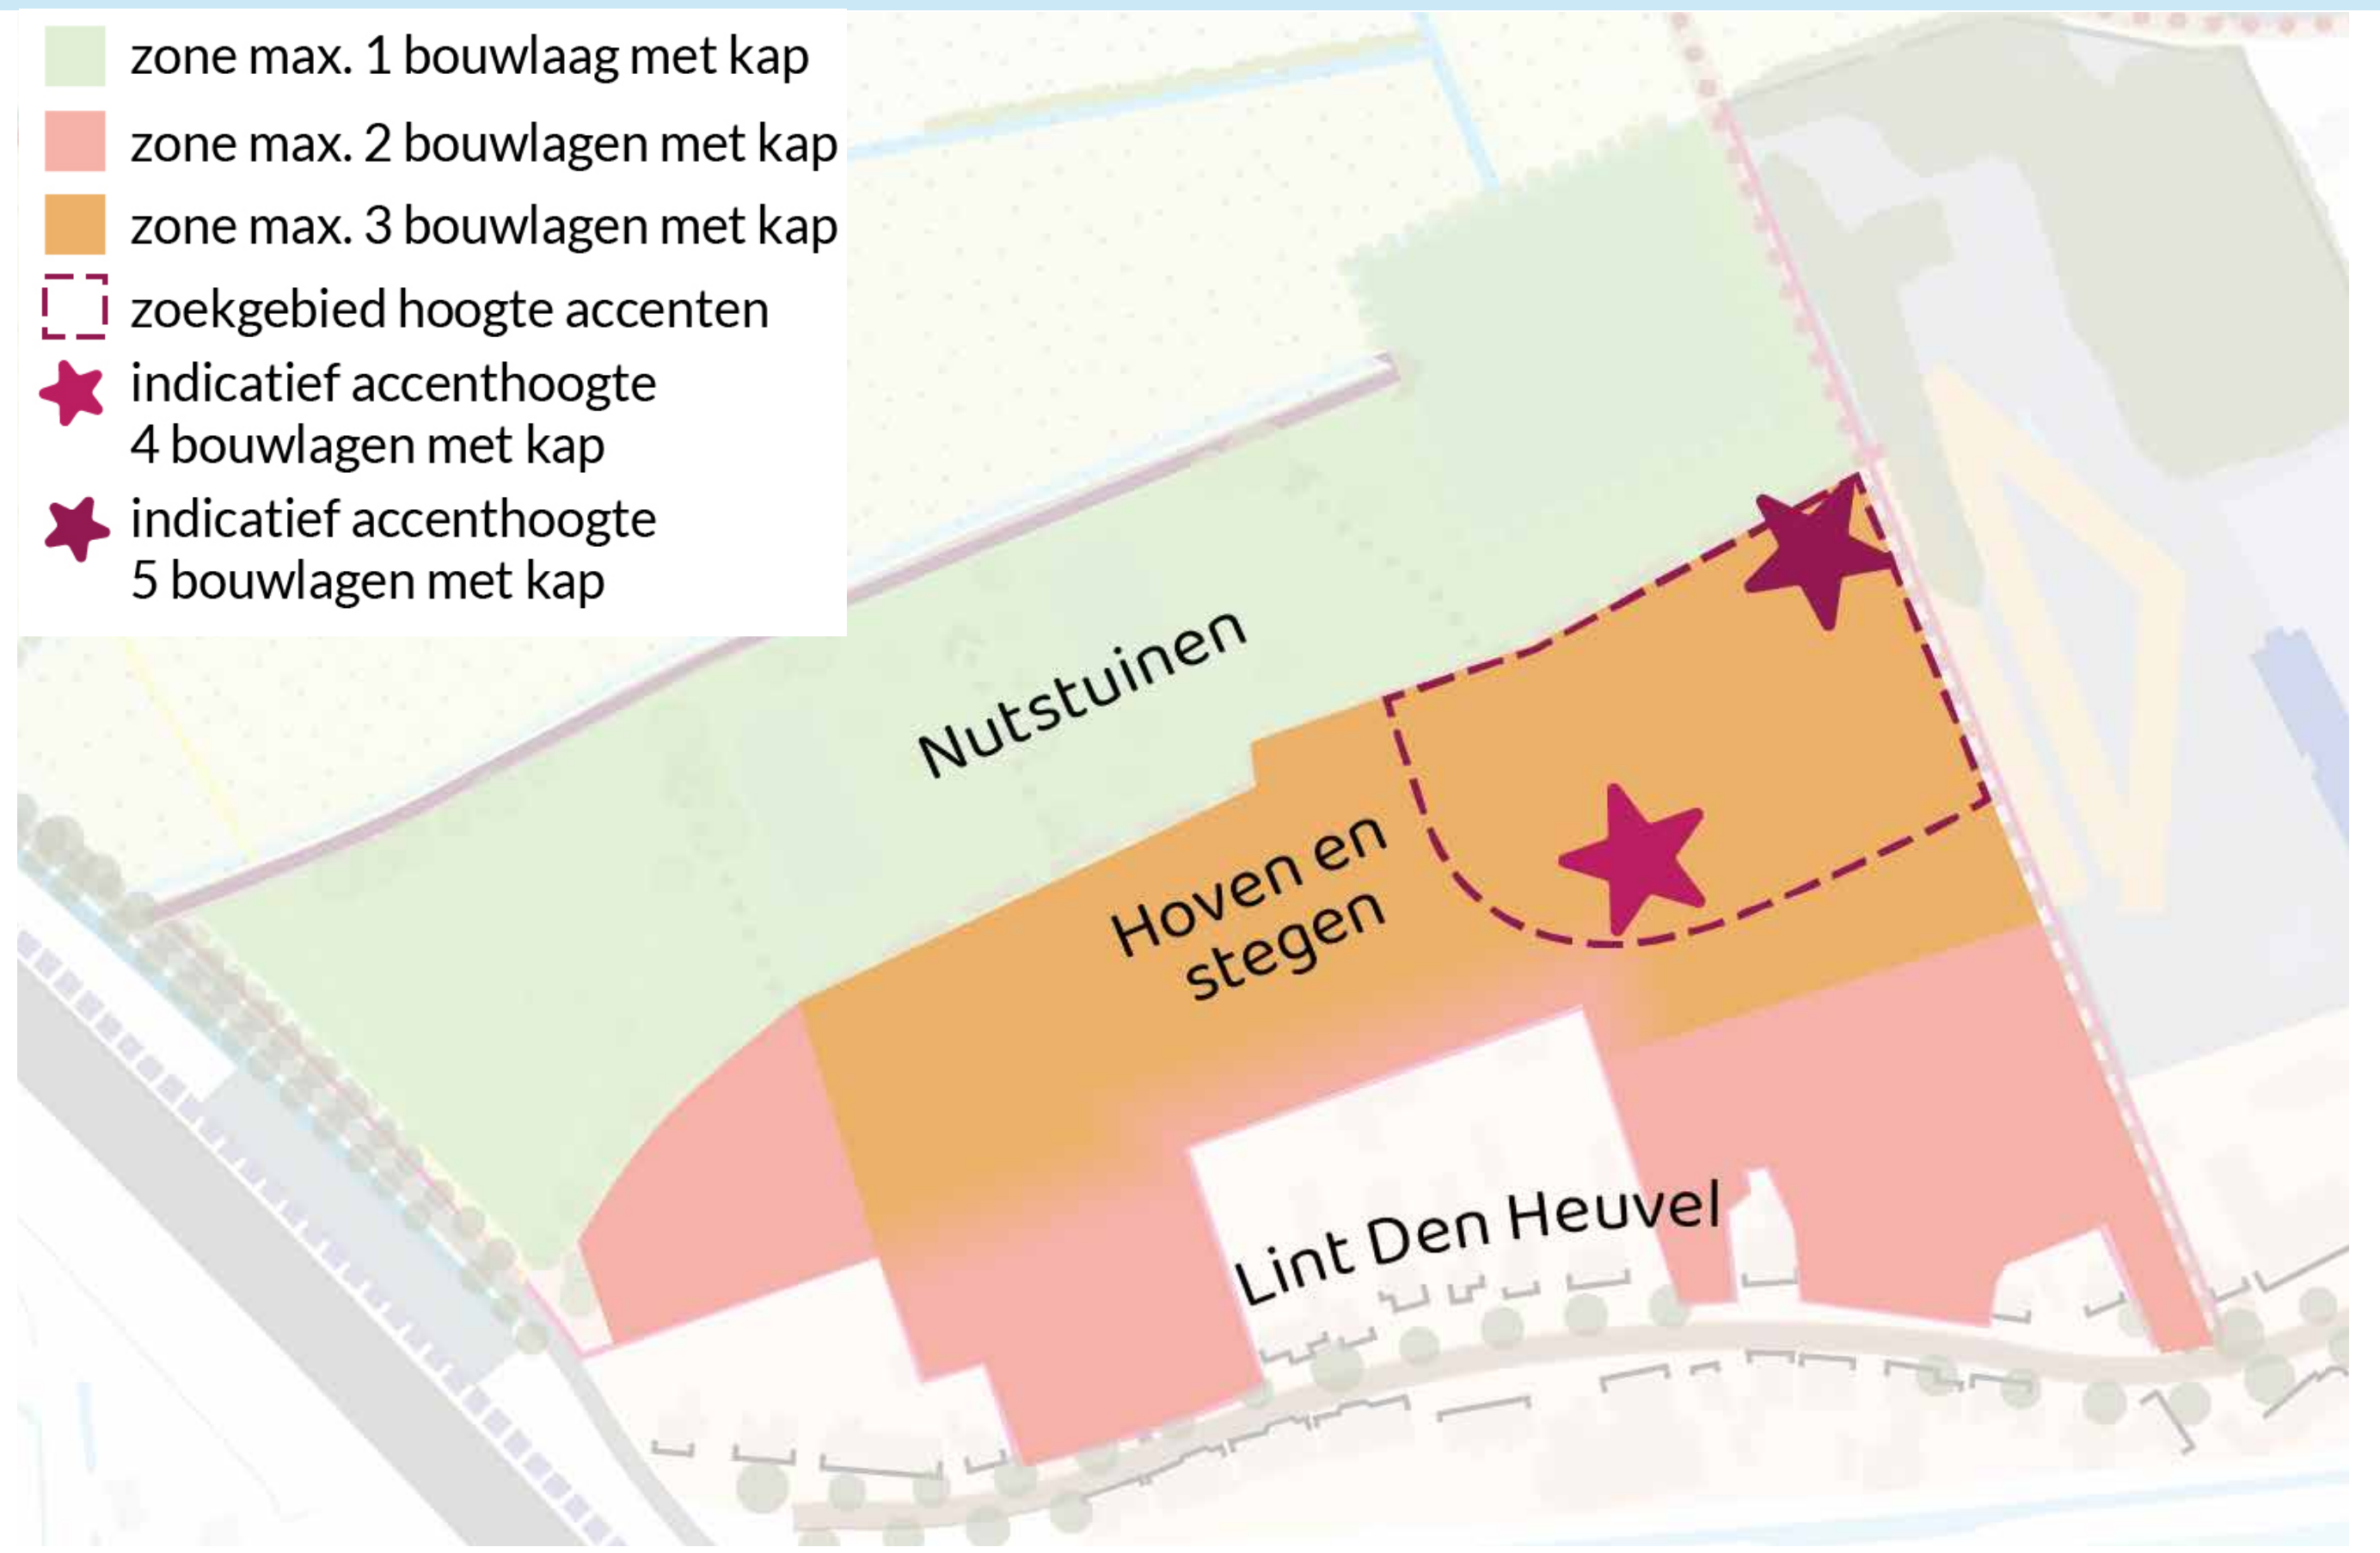 zone max. 1 bouwlaag met kap
zone max. 2 bouwlagen met kap
zone max. 3 bouwlagen met kap
zoekgebied hoogte accenten
indicatief accenthoogte
4 bouwlagen met kap
indicatief accenthoogte
5 bouwlagen met kap
Nutstuinen
Hoven en
stegen
Lint Den Heuvel